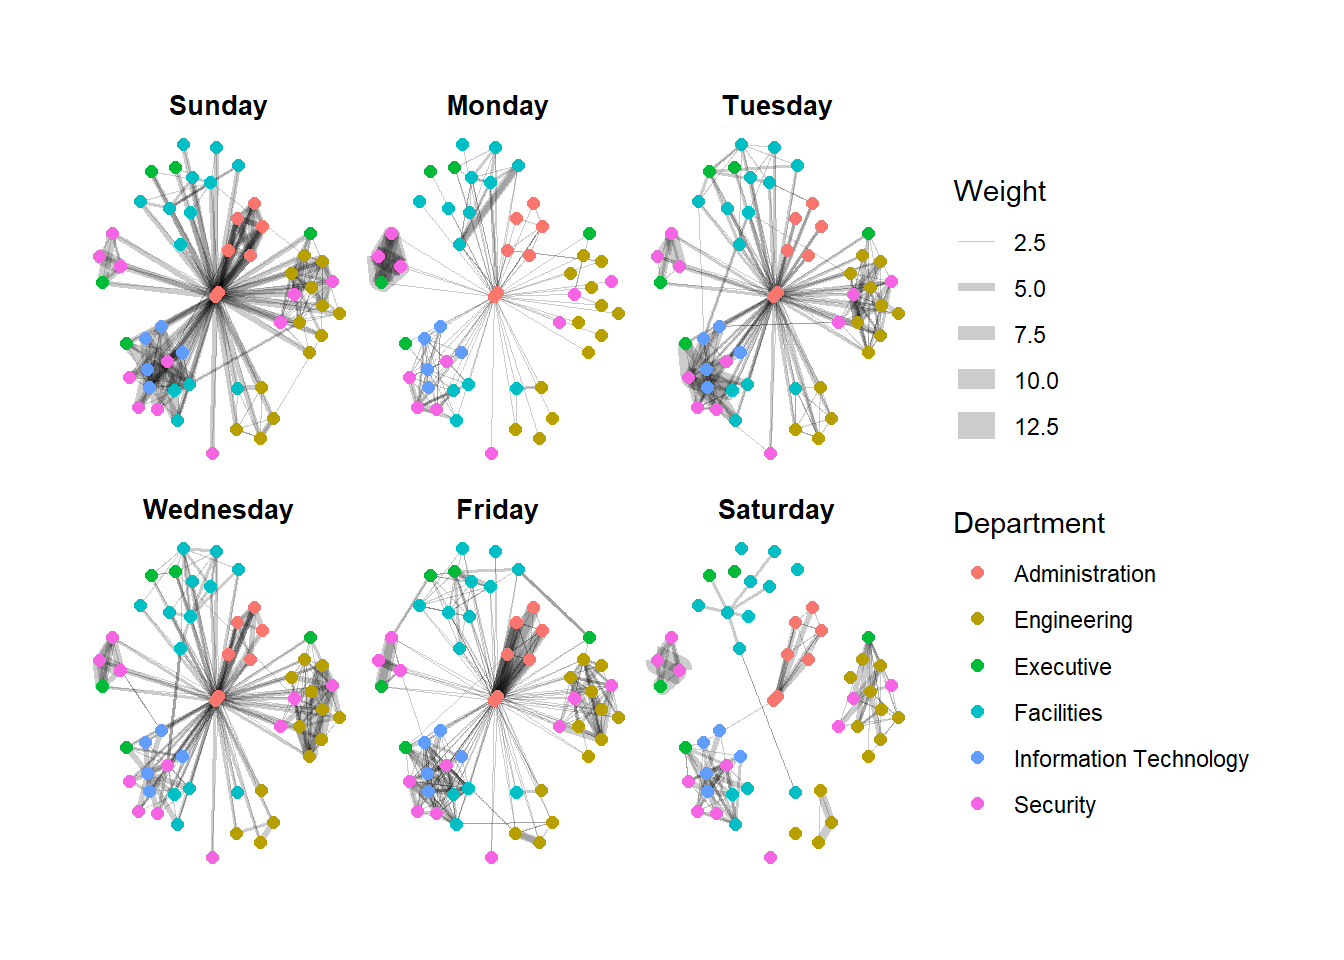 Sunday
Monday
Tuesday
Weight
2.5
5.0
7.5
10.0
12.5
Wednesday
Friday
Saturday
Department
Administration
Engineering
Executive
Facilities
Information Technology
Security